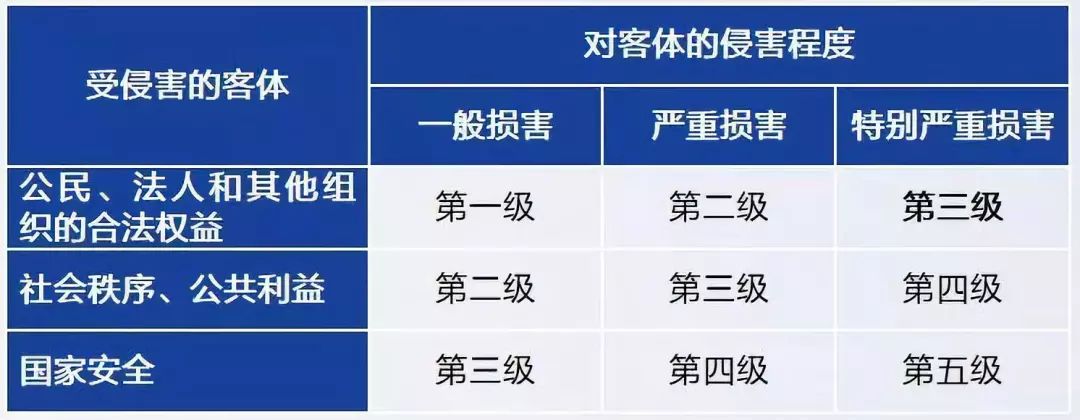 受侵害的客体
对客体的侵害程度
一般损害
严重损害
特别严重损害
公民、法人和其他组
织的合法权益
第一级
第二级
第三级
社会秩序、公共利益
第二级
第三级
第四级
国家安全
第三级
第四级
第五级